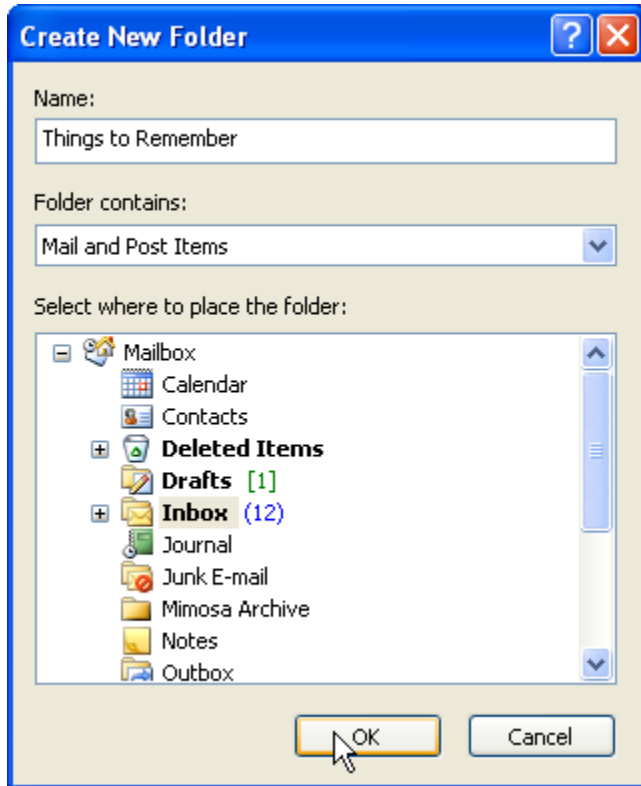 Create New Folder
Name:
Things to Remember
Folder contains:
Mail and Post Items
Select where to place the folder:
Mailbox
Calendar
Contacts
Deleted Items
Drafts [1]
Inbox (12)
Journal
Junk E-mail
Mimosa Archive
Notes
Outbox
OK
Cancel